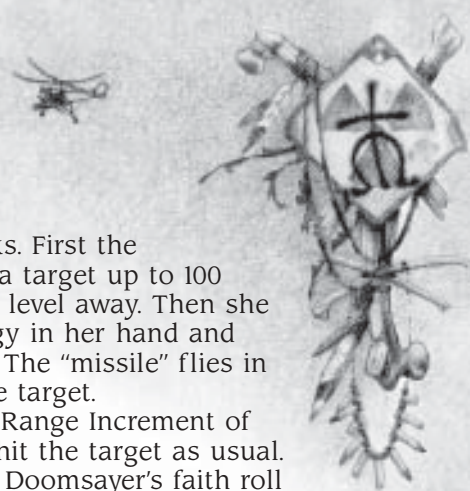 ks. First the
a target up to 100
level away. Then she
gy in her hand and
The “missile” flies in
e target.
Range Increment of
hit the target as usual.
Doomsayer’s faith roll